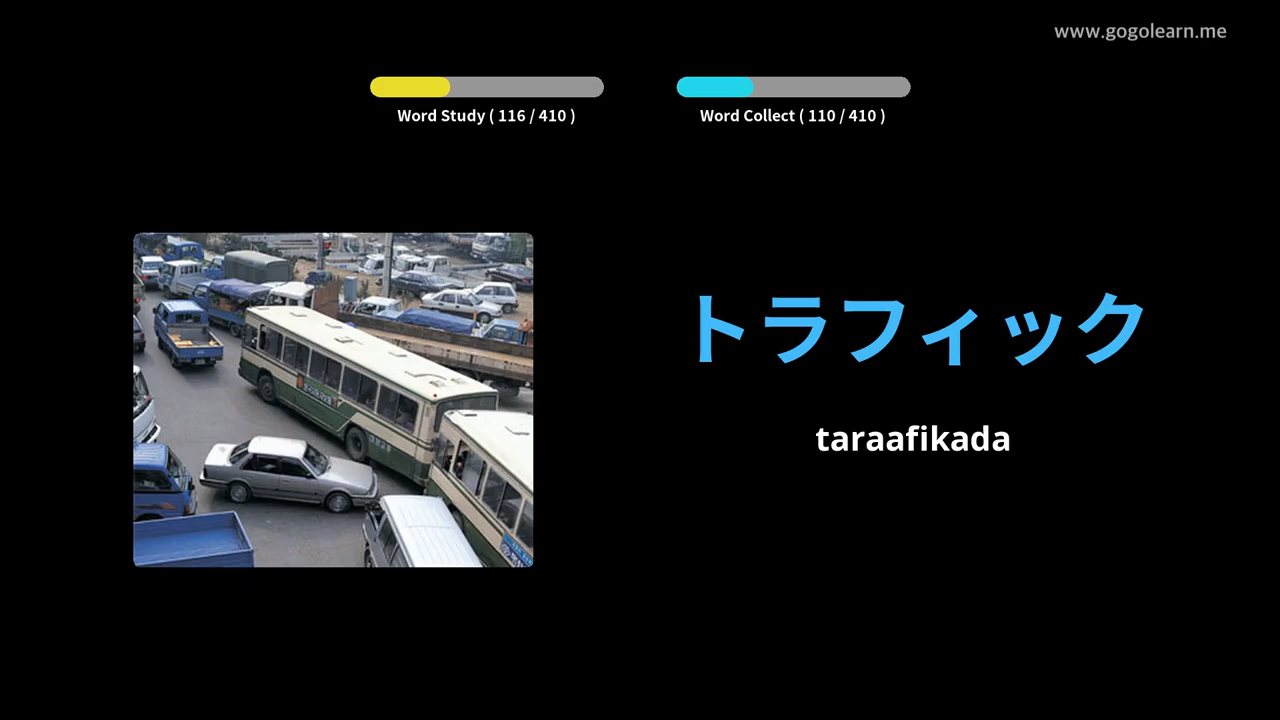 www.gogolearn.me
Word Study ( 116 / 410 )
Word Collect ( 110 / 410 )
トラフィック
taraafikada